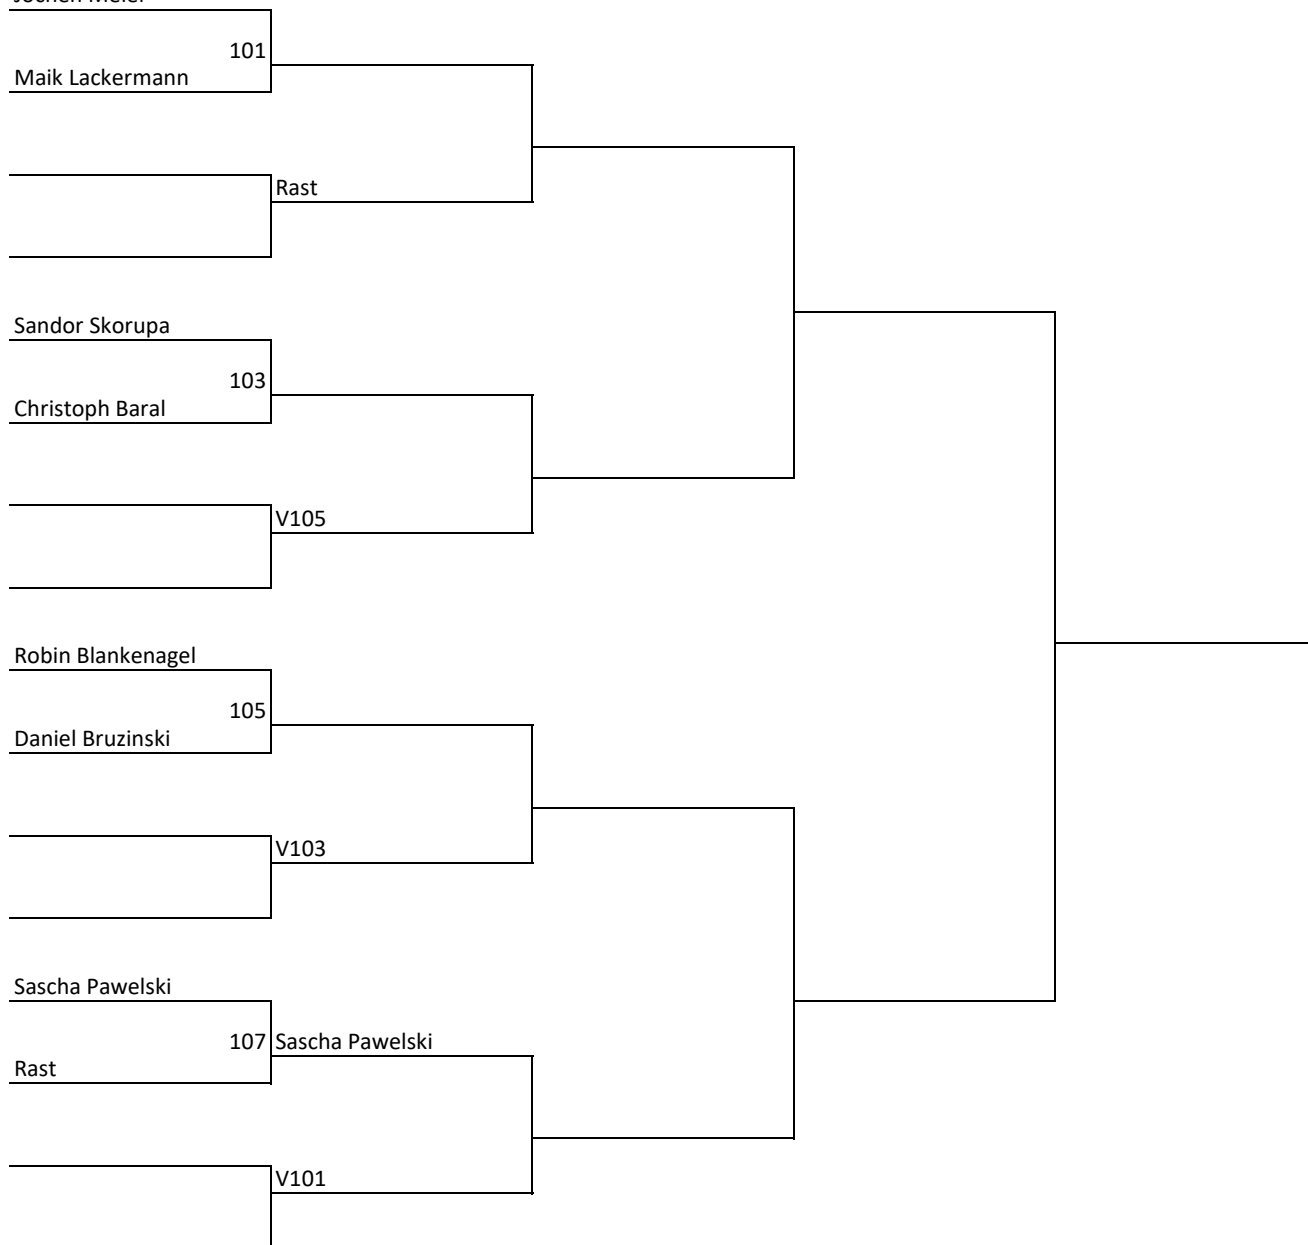 101
Maik Lackermann
Rast
Sandor Skorupa
103
Christoph Baral
V105
Robin Blankenagel
105
Daniel Bruzinski
V103
Sascha Pawelski
107 Sascha Pawelski
Rast
V101